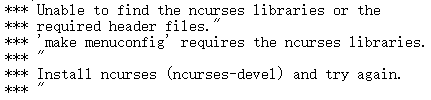 *** Unable to find the ncurses libraries or the
*** required header files."
*** 'make menuconfig' requires the ncurses libraries.
*** "
*** Install ncurses (ncurses-devel) and try again.
*** "